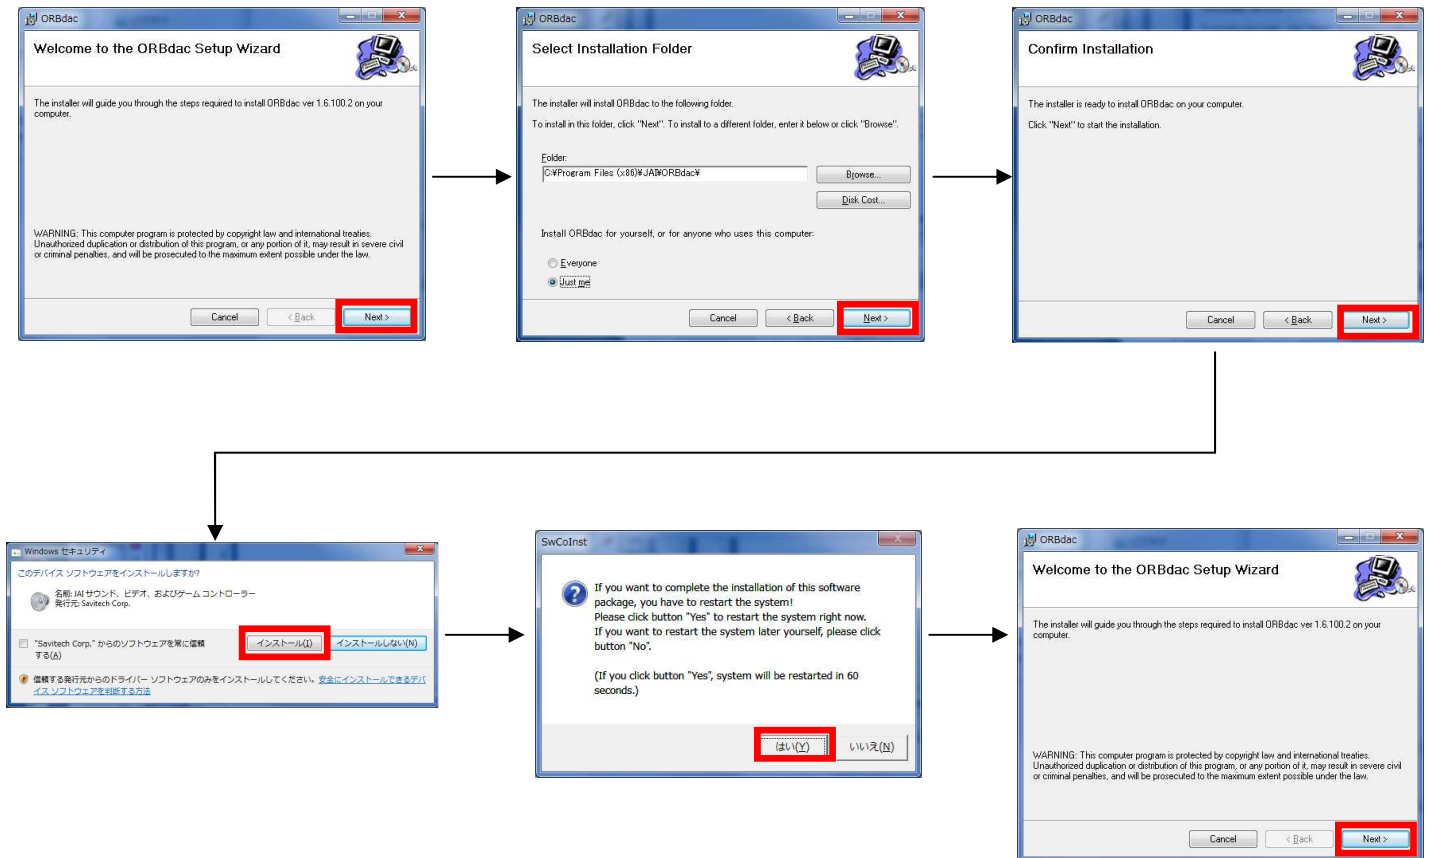 ORBdac
Welcome to the ORBdac Setup Wizard
The installer will guide you through the steps required to install ORBdac ver 1.6.100.2 on your
computer.
WARNING: This computer program is protected by copyright law and international treaties.
Unauthorized duplication or distribution of this program, or any portion of it, may result in severe civil
or criminal penalties, and will be prosecuted to the maximum extent possible under the law.
Cancel
< Back
Next >
ORBdac
Select Installation Folder
The installer will install ORBdac to the following folder.
To install in this folder, click "Next". To install to a different folder, enter it below or click "Browse".
Folder:
C:¥Program Files (x86)¥JAI¥ORBdac¥
Browse...
Disk Cost...
Install ORBdac for yourself, or for anyone who uses this computer:
Everyone
Just me
Cancel
< Back
Next >
ORBdac
Confirm Installation
The installer is ready to install ORBdac on your computer.
Click "Next" to start the installation.
Cancel
< Back
Next >
Windows セキュリティ
このデバイス ソフトウェアをインストールしますか?
名前: JAI サウンド、ビデオ、およびゲーム コントローラー
発行元: Savitech Corp.
"Savitech Corp." からのソフトウェアを常に信頼
する(A)
インストール(I)
インストールしない(N)
信頼する発行元からのドライバー ソフトウェアのみをインストールしてください。安全にインストールできるデバ
イス ソフトウェアを判断する方法
SwCoInst
If you want to complete the installation of this software
package, you have to restart the system!
Please click button "Yes" to restart the system right now.
If you want to restart the system later yourself, please click
button "No".
(If you click button "Yes", system will be restarted in 60
seconds.)
はい(Y)
いいえ(N)
ORBdac
Welcome to the ORBdac Setup Wizard
The installer will guide you through the steps required to install ORBdac ver 1.6.100.2 on your
computer.
WARNING: This computer program is protected by copyright law and international treaties.
Unauthorized duplication or distribution of this program, or any portion of it, may result in severe civil
or criminal penalties, and will be prosecuted to the maximum extent possible under the law.
Cancel
< Back
Next >